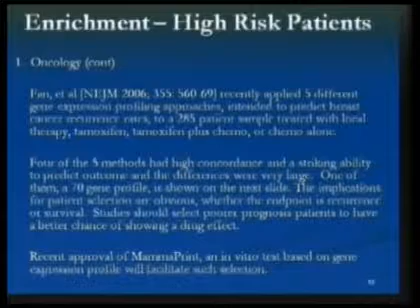 Enrichment – High Risk Patients
1 Oncology (cont)
Fan, et al [NEJM 2006; 355: 560-69] recently applied 5 different
gene expression profiling approaches, intended to predict breast
cancer recurrence rates, to a 285 patient sample treated with local
therapy, tamoxifen, tamoxifen plus chemo, or chemo alone.
Four of the 5 methods had high concordance and a striking ability
to predict outcome and the differences were very large. One of
them, a 70 gene profile, is shown on the next slide. The implications
for patient selection are obvious, whether the endpoint is recurrence
or survival. Studies should select poorer prognosis patients to have
a better chance of showing a drug effect.
Recent approval of MammaPrint, an in vitro test based on gene
expression profile will facilitate such selection.